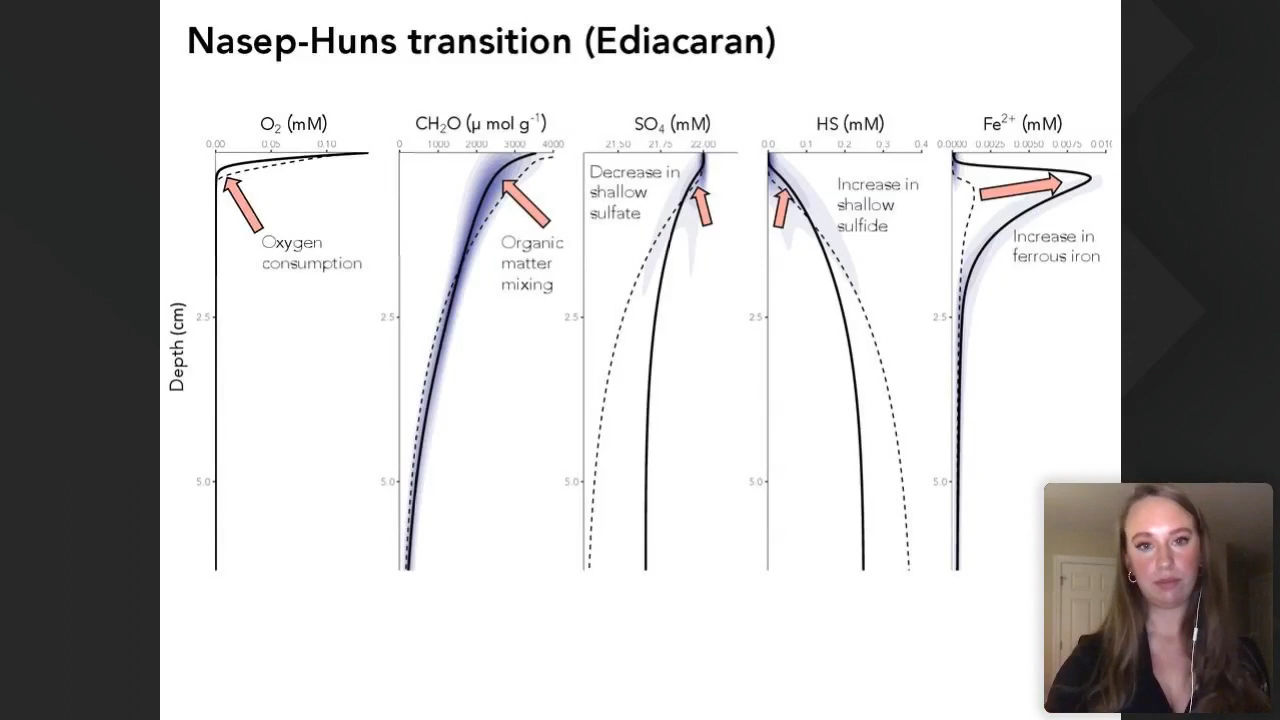 Nasep-Huns transition (Ediacaran)
O₂ (mM)
CH₂O (μ mol g⁻¹)
SO₄ (mM)
HS (mM)
Fe²⁺ (mM)
0.00 0.05 0.10
0 1000 2000 3000 4000
21.50 21.75 22.00
0.0 0.1 0.2 0.3 0.4
0.0000 0.0025 0.0050 0.0075
Oxygen
consumption
Organic
matter
mixing
Decrease in
shallow
sulfate
Increase in
shallow
sulfide
Increase in
ferrous iron
Depth (cm)
2.5
5.0
2.5
5.0
2.5
5.0
2.5
5.0
2.5
5.0